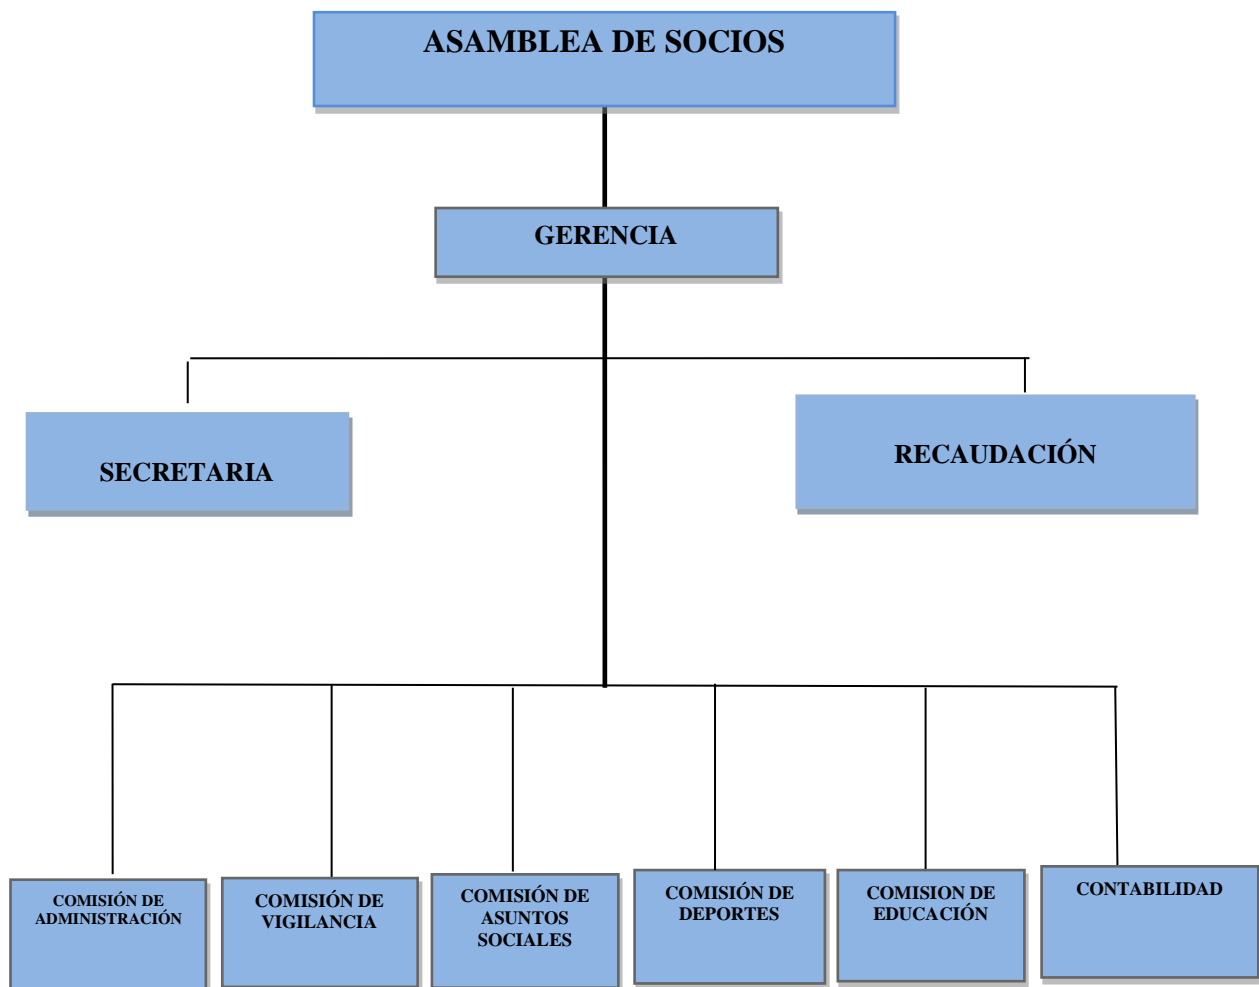 ASAMBLEA DE SOCIOS
GERENCIA
SECRETARIA
RECAUDACIÓN
COMISIÓN DE
ADMINISTRACIÓN
COMISIÓN DE
VIGILANCIA
COMISIÓN DE
ASUNTOS
SOCIALES
COMISIÓN DE
DEPORTES
COMISION DE
EDUCACIÓN
CONTABILIDAD